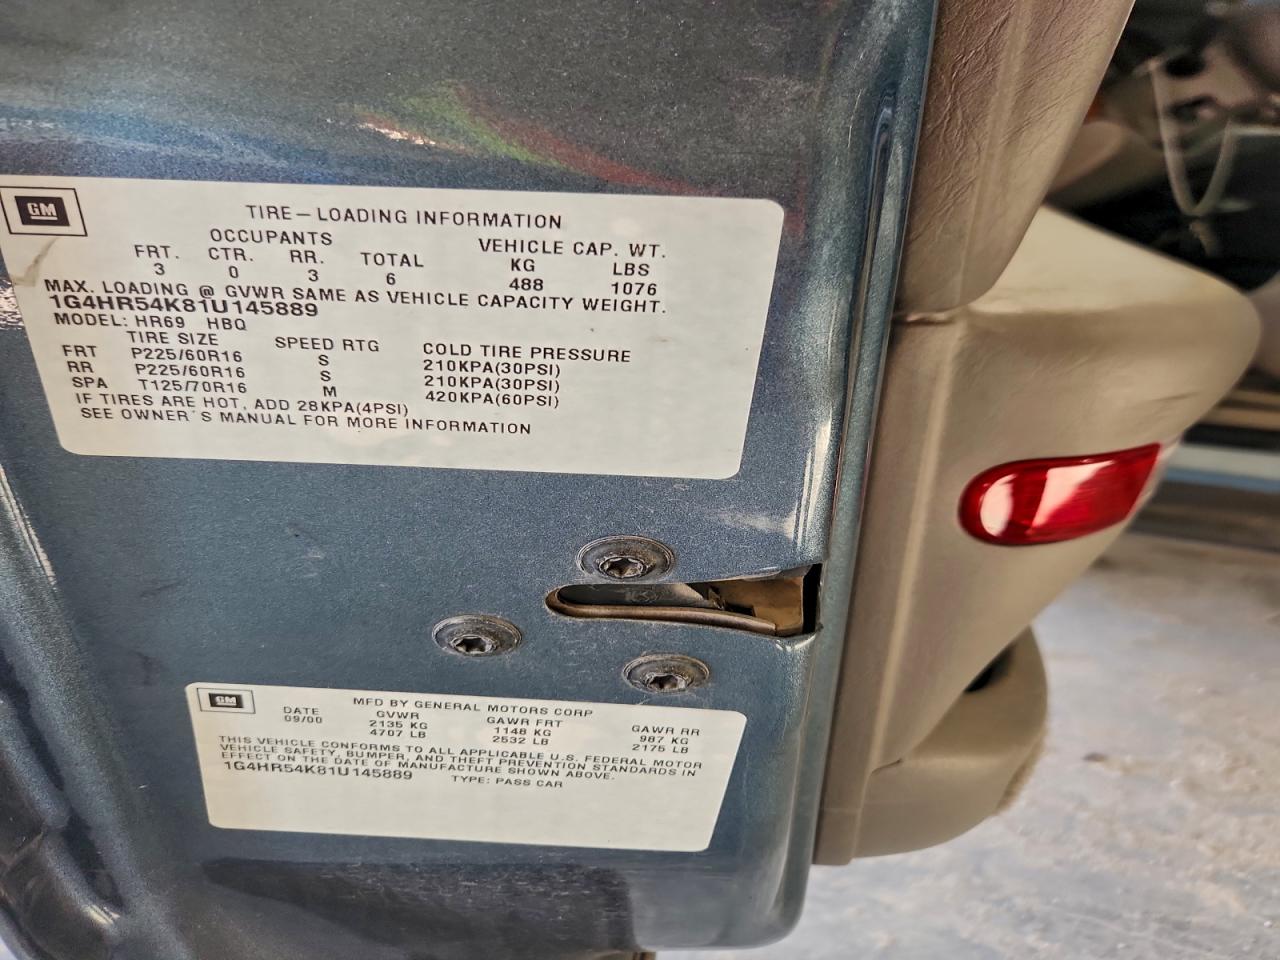 GM
TIRE-LOADING INFORMATION
OCCUPANTS VEHICLE CAP. WT.
FRT. CTR. RR. TOTAL KG LBS
3 0 3 6 488 1076
MAX. LOADING @ GVWR SAME AS VEHICLE CAPACITY WEIGHT.
1G4HR54K81U145889
MODEL: HR69 HBQ
TIRE SIZE SPEED RTG COLD TIRE PRESSURE
FRT P225/60R16 S 210KPA(30PSI)
RR P225/60R16 S 210KPA(30PSI)
SPA T125/70R16 M 420KPA(60PSI)
IF TIRES ARE HOT, ADD 28KPA(4PSI)
SEE OWNER'S MANUAL FOR MORE INFORMATION
GM
MFD BY GENERAL MOTORS CORP
DATE GVWR GAWR FRT GAWR RR
09/00 2135 KG 1148 KG 987 KG
4707 LB 2532 LB 2175 LB
THIS VEHICLE CONFORMS TO ALL APPLICABLE U.S. FEDERAL MOTOR
VEHICLE SAFETY, BUMPER, AND THEFT PREVENTION STANDARDS IN
EFFECT ON THE DATE OF MANUFACTURE SHOWN ABOVE.
1G4HR54K81U145889 TYPE: PASS CAR